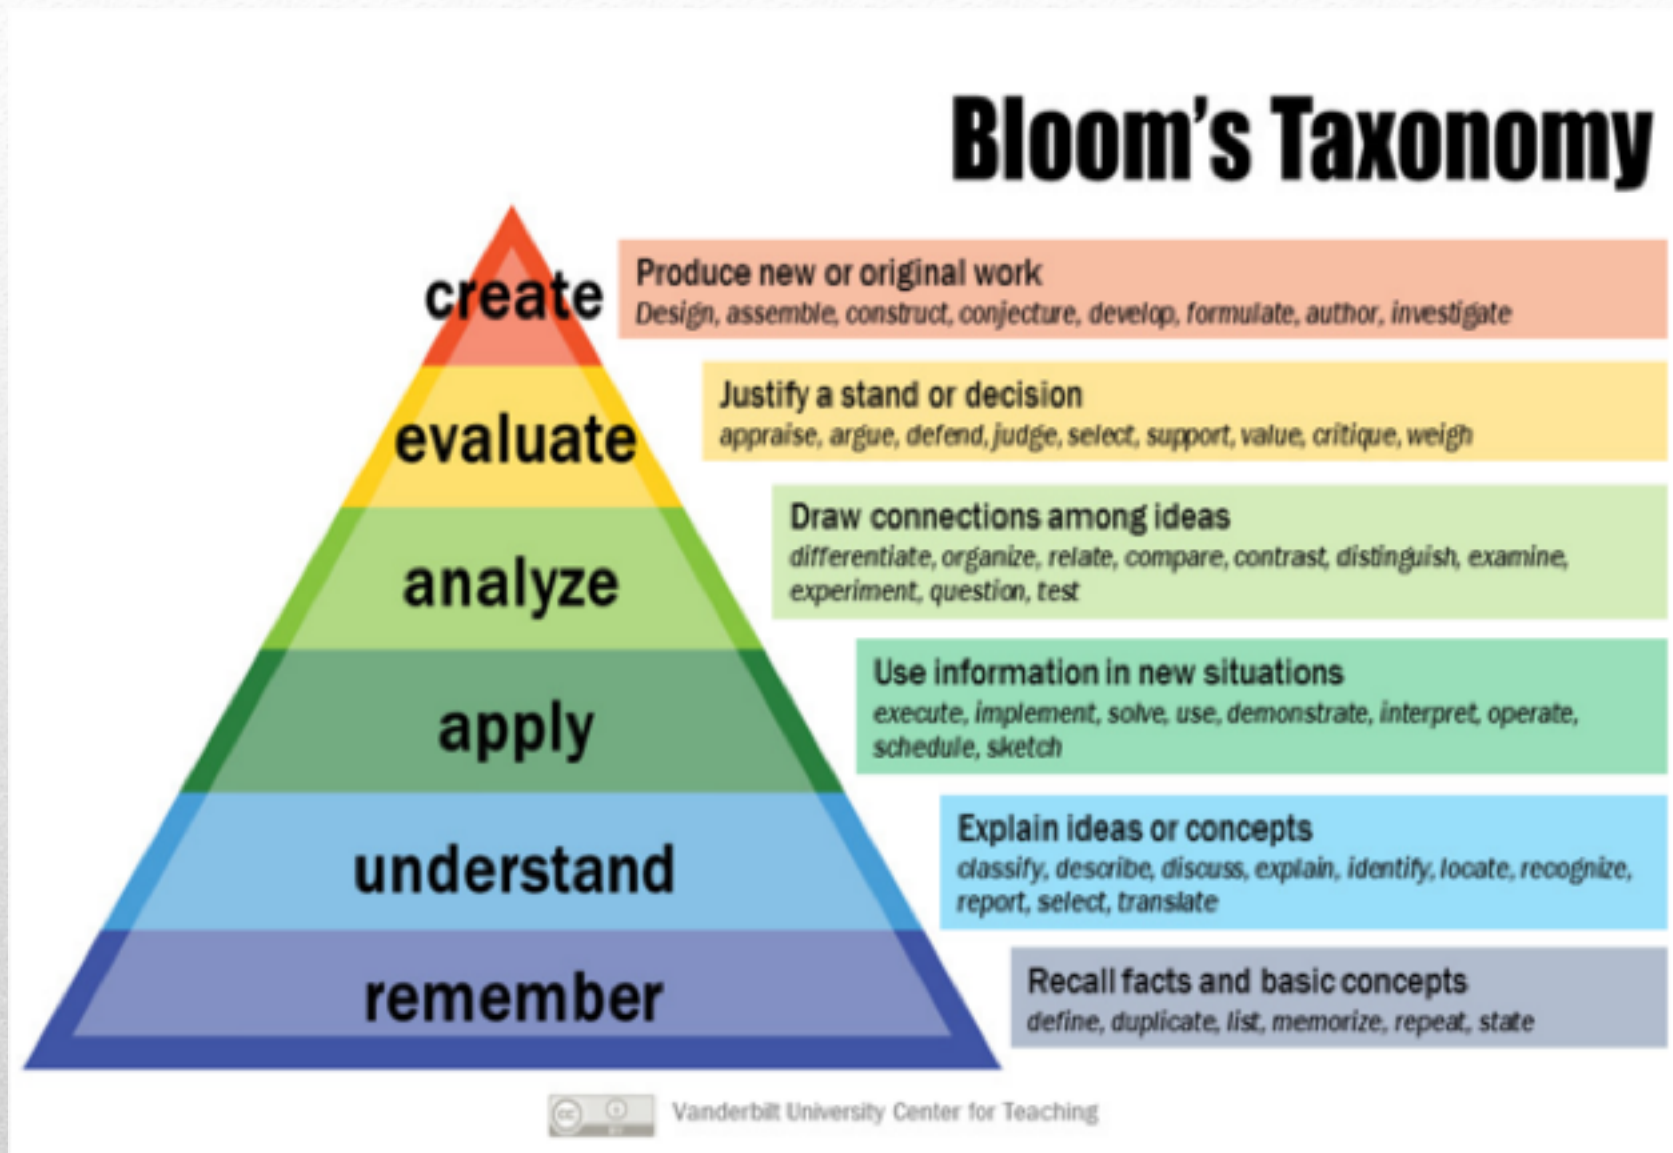 Bloom's Taxonomy
create
Produce new or original work
Design, assemble, construct, conjecture, develop, formulate, author, investigate
evaluate
Justify a stand or decision
appraise, argue, defend, judge, select, support, value, critique, weigh
analyze
Draw connections among ideas
differentiate, organize, relate, compare, contrast, distinguish, examine,
experiment, question, test
apply
Use information in new situations
execute, implement, solve, use, demonstrate, interpret, operate,
schedule, sketch
understand
Explain ideas or concepts
classify, describe, discuss, explain, identify, locate, recognize,
report, select, translate
remember
Recall facts and basic concepts
define, duplicate, list, memorize, repeat, state
cc
Vanderbilt University Center for Teaching